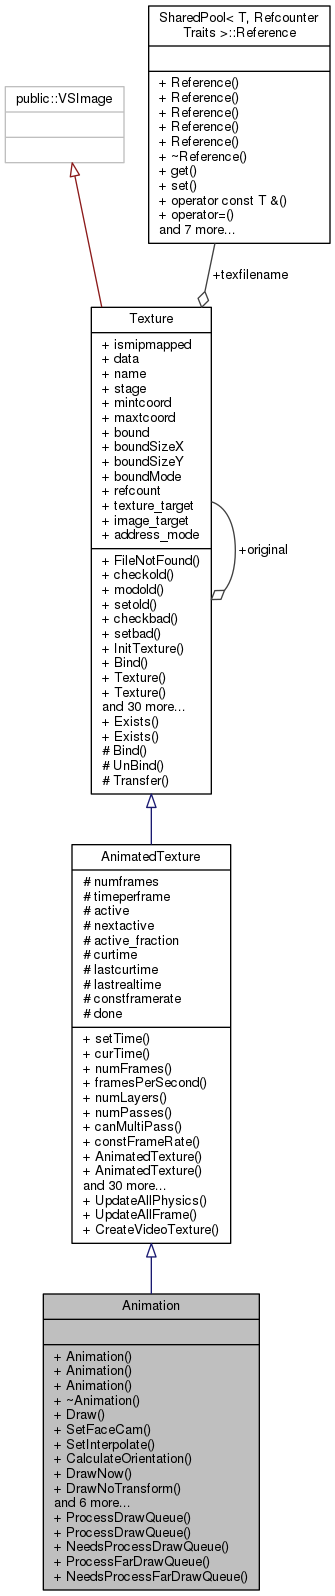 SharedPool< T, Refcounter
Traits >::Reference
+ Reference()
+ Reference()
+ Reference()
+ Reference()
+ Reference()
+ ~Reference()
+ get()
+ set()
+ operator const T &()
+ operator=()
and 7 more...
public::VSImage
+texfilename
Texture
+ ismipmapped
+ data
+ name
+ stage
+ mintcoord
+ maxtcoord
+ bound
+ boundSizeX
+ boundSizeY
+ boundMode
+ refcount
+ texture_target
+ image_target
+ address_mode
+ FileNotFound()
+ checkold()
+ modold()
+ setold()
+ checkbad()
+ setbad()
+ InitTexture()
+ Bind()
+ Texture()
+ Texture()
and 30 more...
+ Exists()
+ Exists()
# Bind()
# UnBind()
# Transfer()
+original
AnimatedTexture
# numframes
# timeperframe
# active
# nextactive
# active_fraction
# curtime
# lastcurtime
# lastrealtime
# constframerate
# done
+ setTime()
+ curTime()
+ numFrames()
+ framesPerSecond()
+ numLayers()
+ numPasses()
+ canMultiPass()
+ constFrameRate()
+ AnimatedTexture()
+ AnimatedTexture()
and 30 more...
+ UpdateAllPhysics()
+ UpdateAllFrame()
+ CreateVideoTexture()
Animation
+ Animation()
+ Animation()
+ Animation()
+ ~Animation()
+ Draw()
+ SetFaceCam()
+ SetInterpolate()
+ CalculateOrientation()
+ DrawNow()
+ DrawNoTransform()
and 6 more...
+ ProcessDrawQueue()
+ ProcessDrawQueue()
+ NeedsProcessDrawQueue()
+ ProcessFarDrawQueue()
+ NeedsProcessFarDrawQueue()